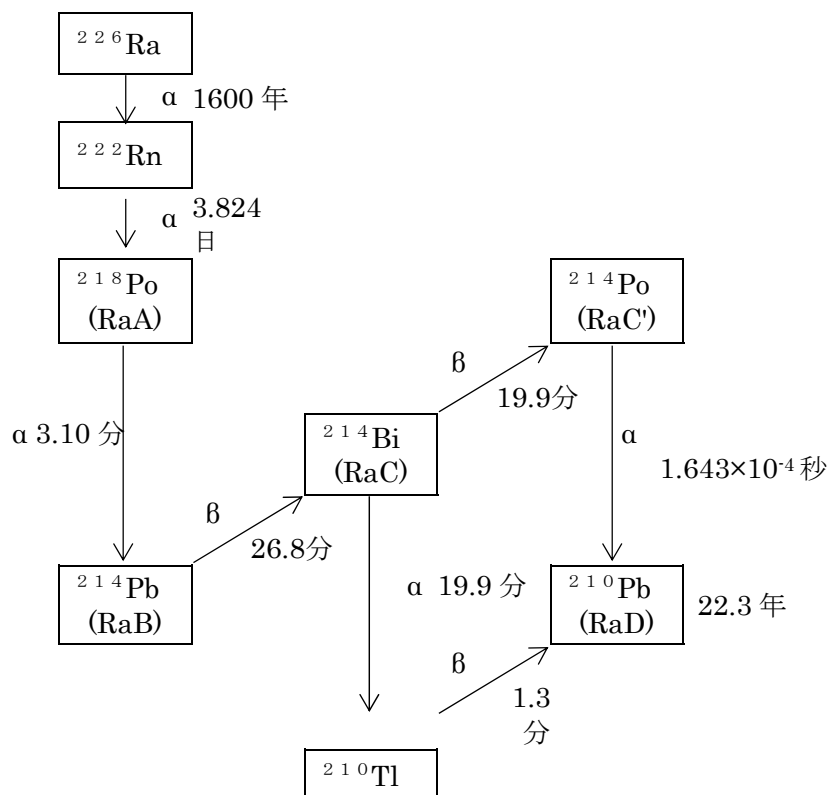 ²²⁶Ra
α 1600 年
²²²Rn
α 3.824
日
²¹⁸Po
(RaA)
²¹⁴Po
(RaC')
β
19.9分
α 3.10 分
²¹⁴Bi
(RaC)
α
1.643×10⁻⁴ 秒
β
26.8分
²¹⁴Pb
(RaB)
α 19.9 分
²¹⁰Pb
(RaD)
22.3 年
β
1.3
分
²¹⁰Tl